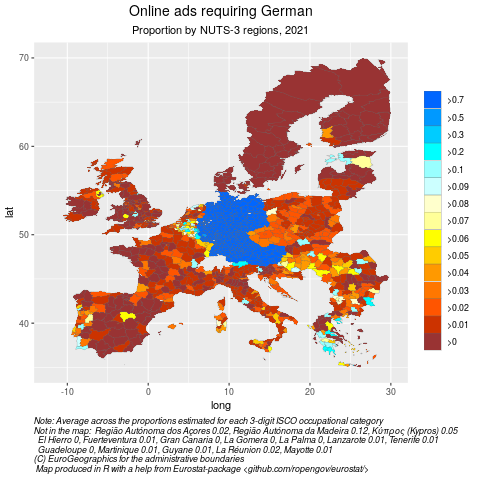 Online ads requiring German
Proportion by NUTS-3 regions, 2021
70
60
50
40
lat
-10
0
10
20
30
long
>0.7
>0.5
>0.3
>0.2
>0.1
>0.09
>0.08
>0.07
>0.06
>0.05
>0.04
>0.03
>0.02
>0.01
>0
Note: Average across the proportions estimated for each 3-digit ISCO occupational category
Not in the map: Região Autónoma dos Açores 0.02, Região Autónoma da Madeira 0.12, Κύπρος (Kypros) 0.05
El Hierro 0, Fuerteventura 0.01, Gran Canaria 0, La Gomera 0, La Palma 0, Lanzarote 0.01, Tenerife 0.01
Guadeloupe 0, Martinique 0.01, Guyane 0.01, La Réunion 0.02, Mayotte 0.01
(C) EuroGeographics for the administrative boundaries
Map produced in R with a help from Eurostat-package <github.com/ropengov/eurostat/>